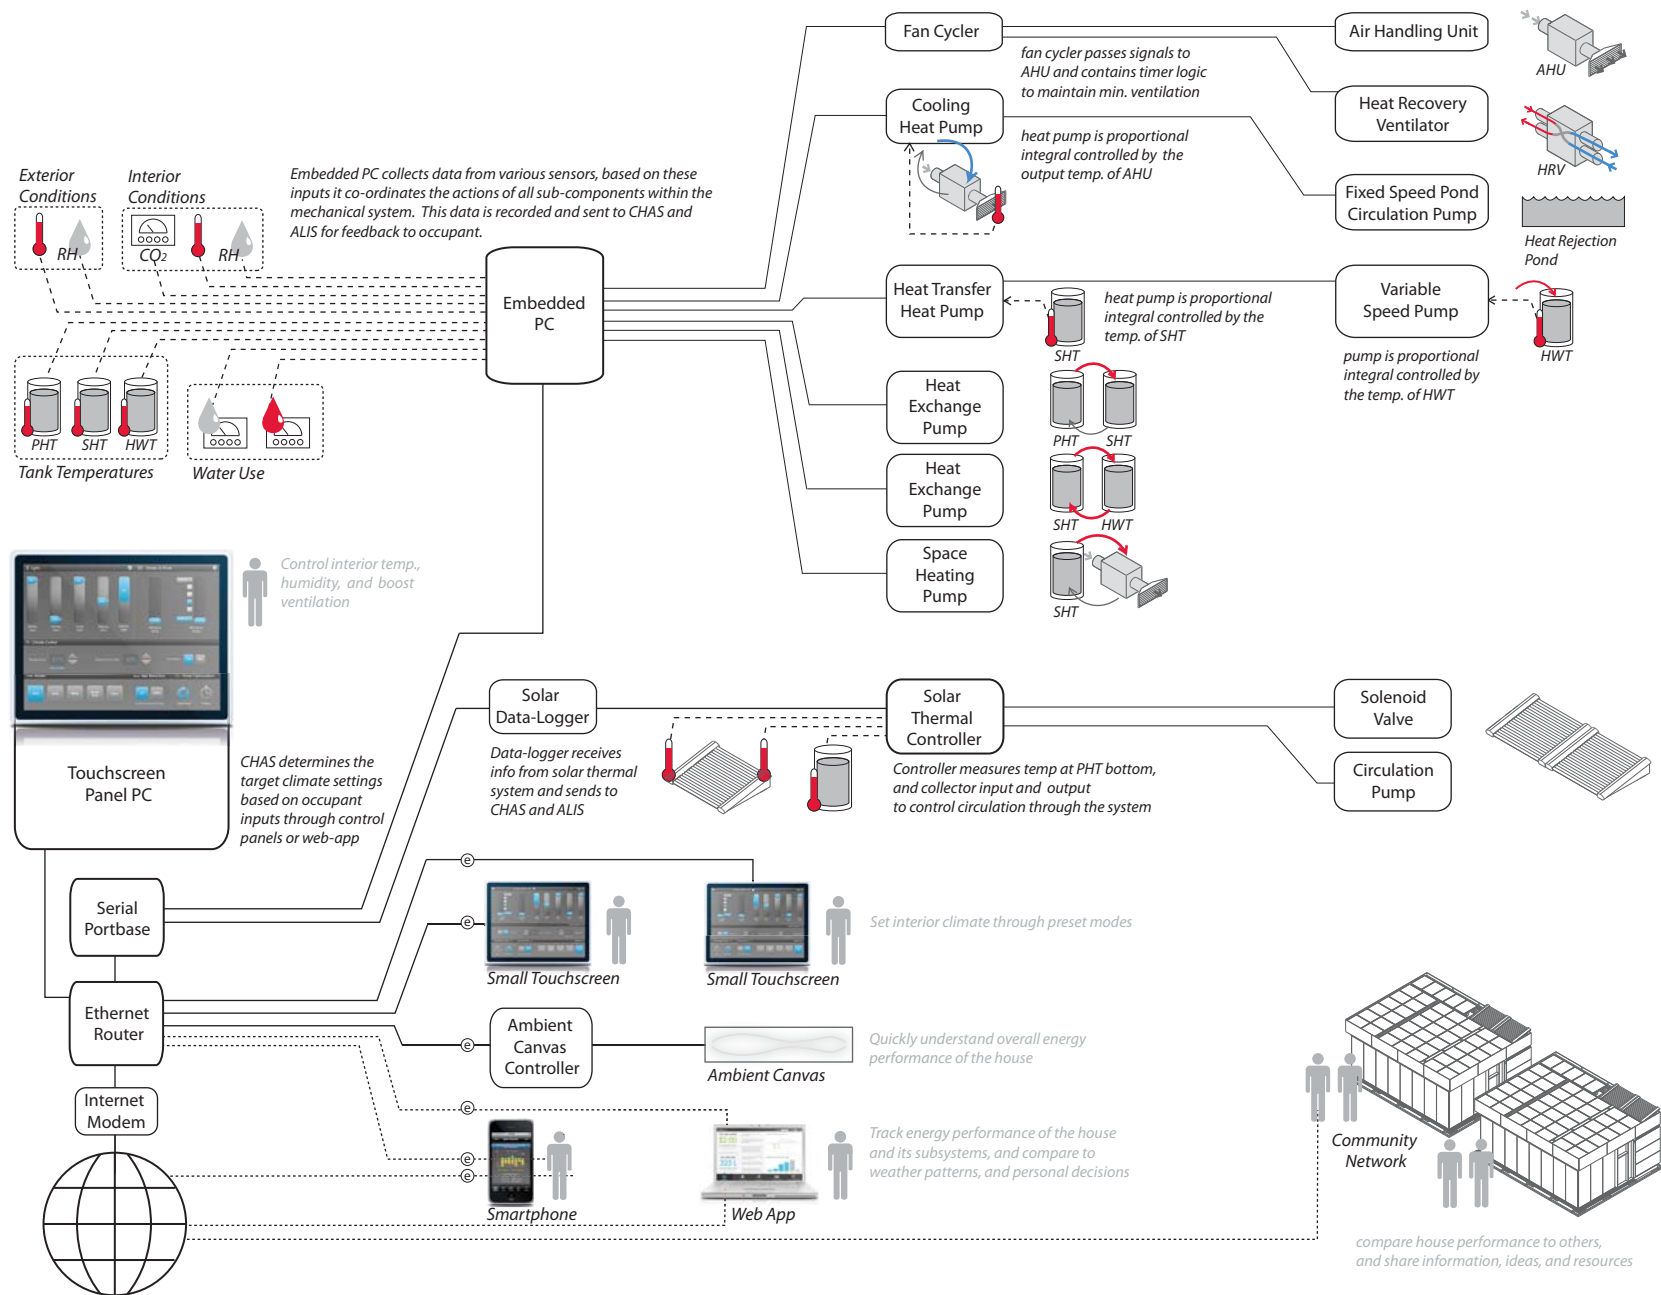 Fan Cycler
Air Handling Unit
AHU
fan cycler passes signals to
AHU and contains timer logic
to maintain min. ventilation
Cooling
Heat Pump
Heat Recovery
Ventilator
HRV
heat pump is proportional
integral controlled by the
output temp. of AHU
Exterior
Conditions
RH
Interior
Conditions
CO2
RH
Embedded PC collects data from various sensors, based on these
inputs it co-ordinates the actions of all sub-components within the
mechanical system. This data is recorded and sent to CHAS and
ALIS for feedback to occupant.
Fixed Speed Pond
Circulation Pump
Heat Rejection
Pond
Embedded
PC
Heat Transfer
Heat Pump
SHT
heat pump is proportional
integral controlled by the
temp. of SHT
Variable
Speed Pump
HWT
pump is proportional
integral controlled by
the temp. of HWT
PHT
SHT
HWT
Tank Temperatures
Water Use
Heat
Exchange
Pump
PHT
SHT
Heat
Exchange
Pump
SHT
HWT
Space
Heating
Pump
SHT
Control interior temp.,
humidity, and boost
ventilation
Touchscreen
Panel PC
CHAS determines the
target climate settings
based on occupant
inputs through control
panels or web-app
Solar
Data-Logger
Data-logger receives
info from solar thermal
system and sends to
CHAS and ALIS
Solar
Thermal
Controller
Controller measures temp at PHT bottom,
and collector input and output
to control circulation through the system
Solenoid
Valve
Circulation
Pump
Serial
Portbase
e
e
Small Touchscreen
Small Touchscreen
Set interior climate through preset modes
Ethernet
Router
e
Ambient
Canvas
Controller
Ambient Canvas
Quickly understand overall energy
performance of the house
Internet
Modem
e
e
e
Smartphone
Web App
Track energy performance of the house
and its subsystems, and compare to
weather patterns, and personal decisions
Community
Network
compare house performance to others,
and share information, ideas, and resources